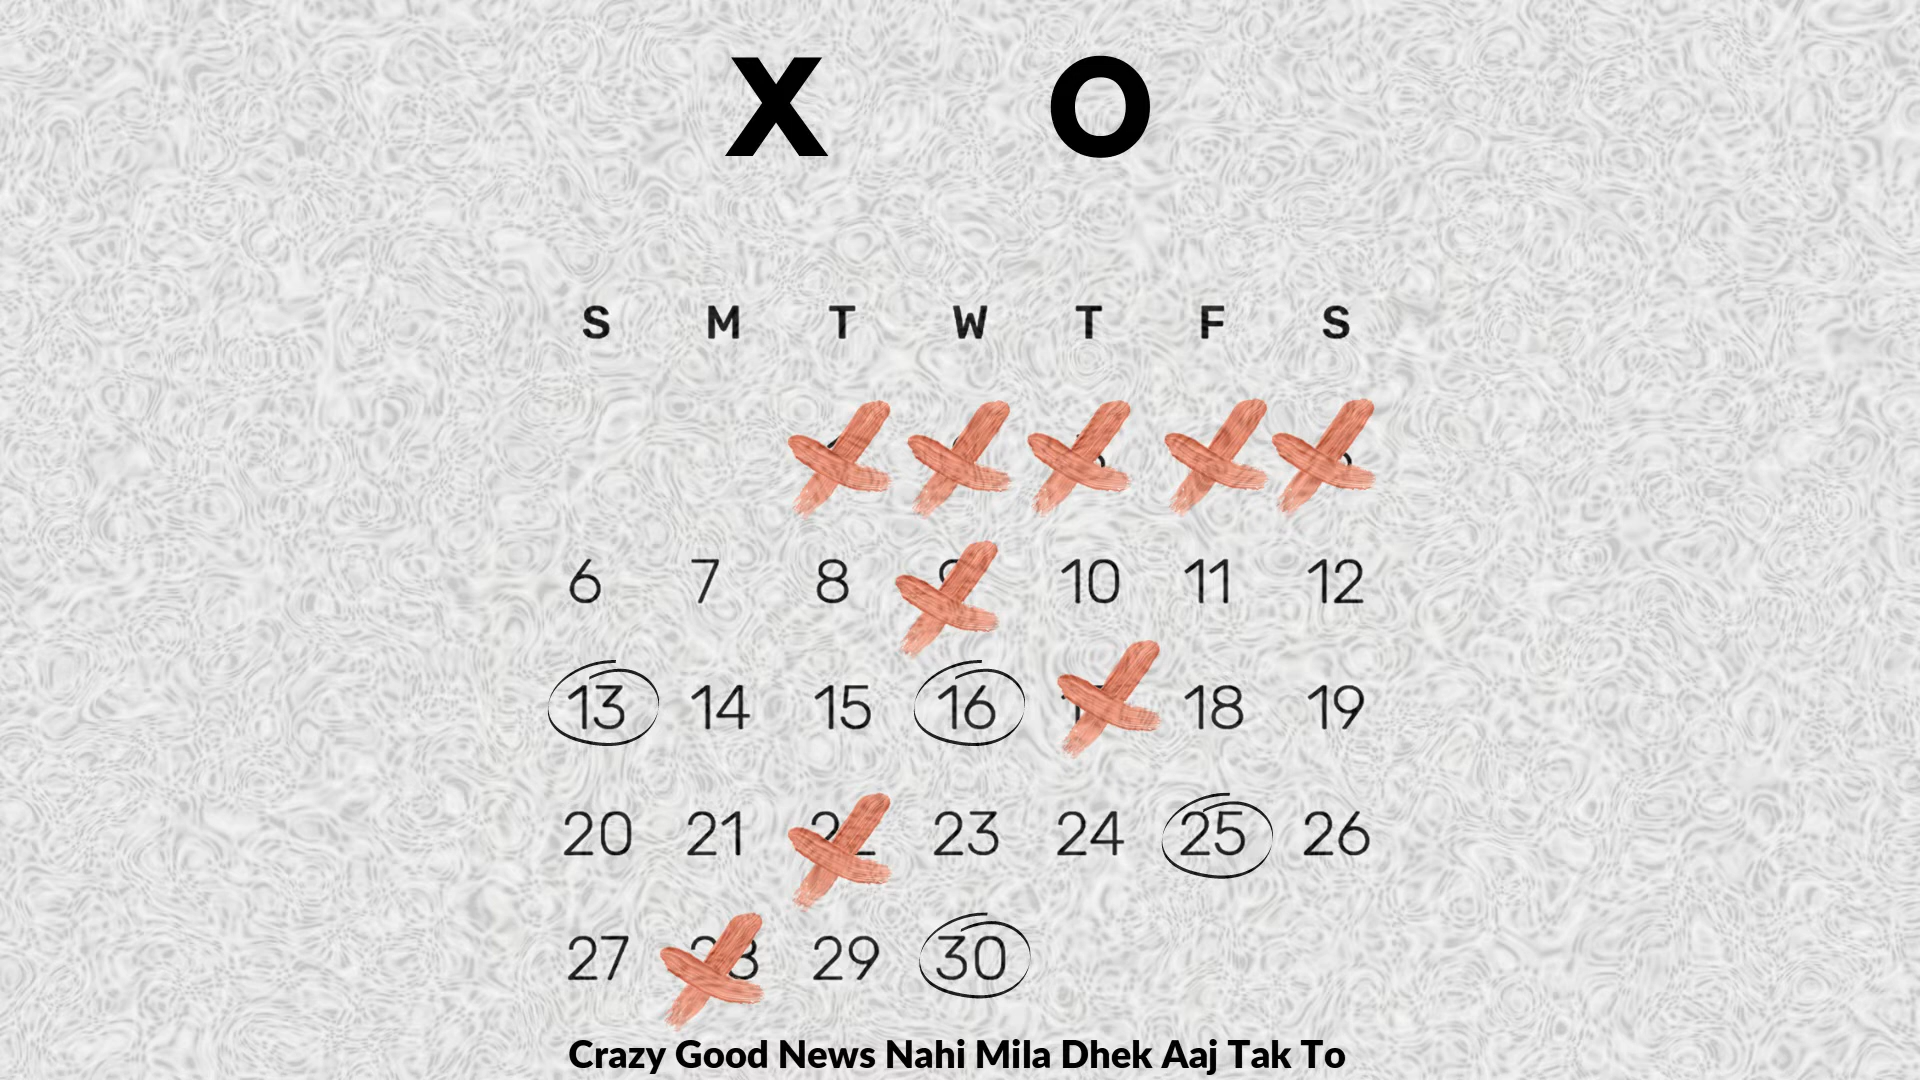 X O
S M T W T F S
6 7 8 10 11 12
13 14 15 16 18 19
20 21 23 24 25 26
27 29 30
Crazy Good News Nahi Mila Dhek Aaj Tak To